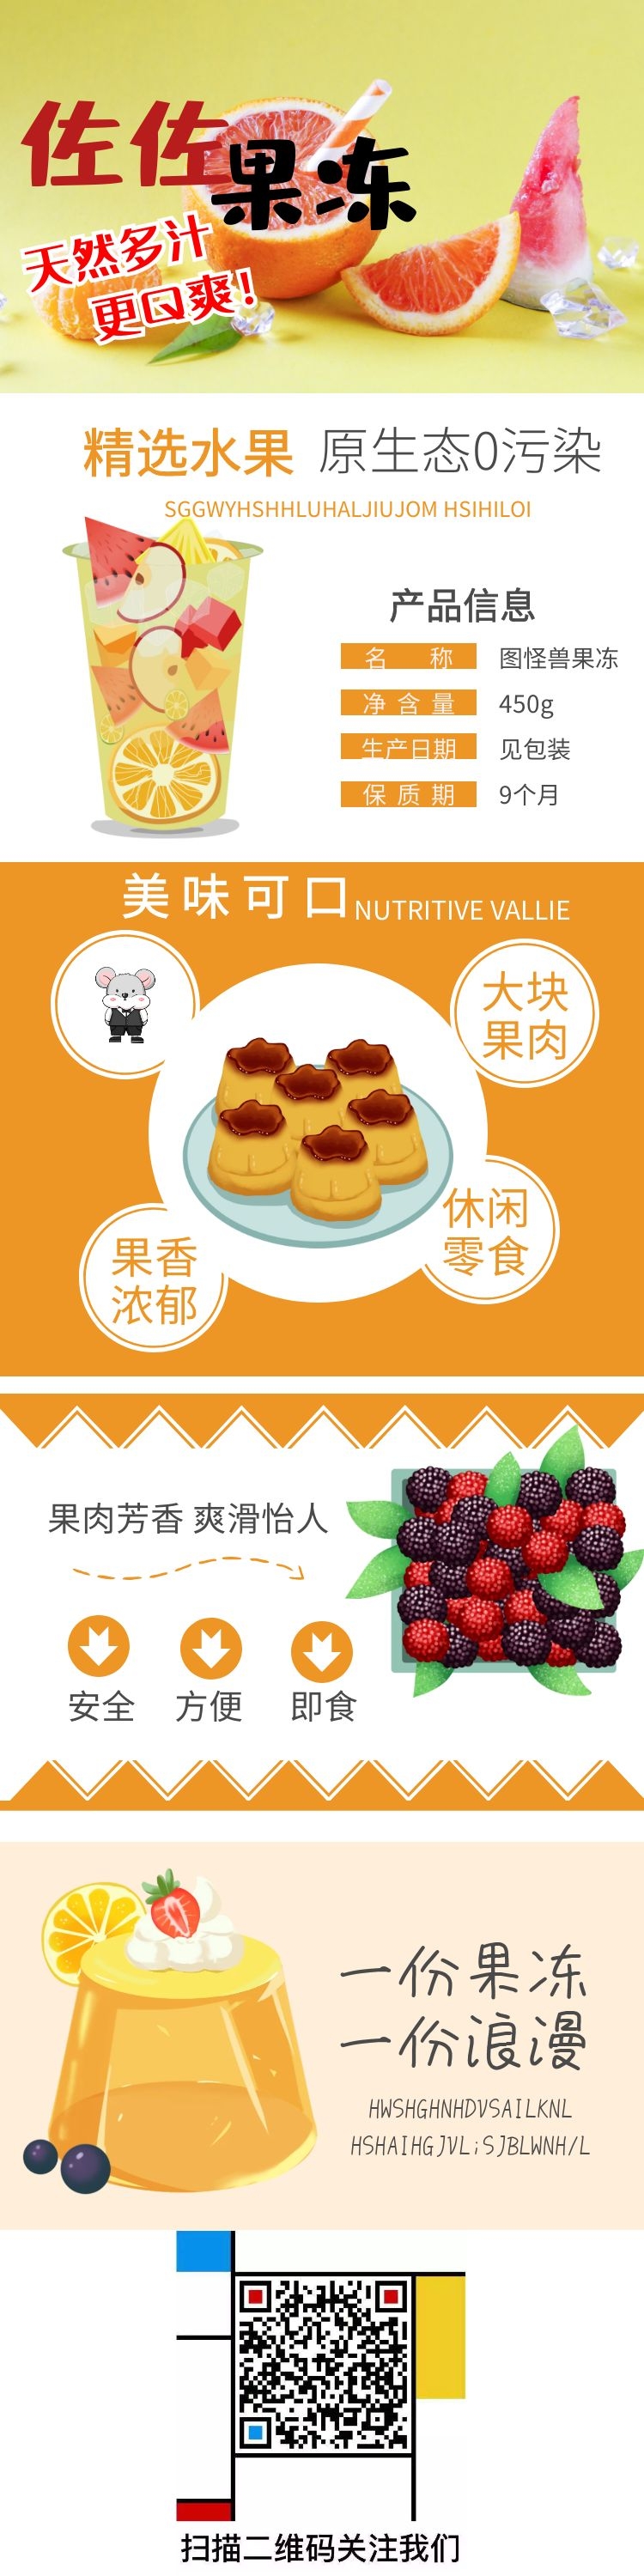 佐佐果冻
天然多汁
更Q爽!
精选水果 原生态0污染
SGGWYHSHHLUHALJIUJOM HSIHILOI
产品信息
名 称 图怪兽果冻
净含量 450g
生产日期 见包装
保质期 9个月
美味可口 NUTRITIVE VALLIE
大块
果肉
休闲
零食
果香
浓郁
果肉芳香 爽滑怡人
安全 方便 即食
一份果冻
一份浪漫
HWSHGHNHDVSAILKNL
HSHAIHGJVL;SJBLWNH/L
扫描二维码关注我们